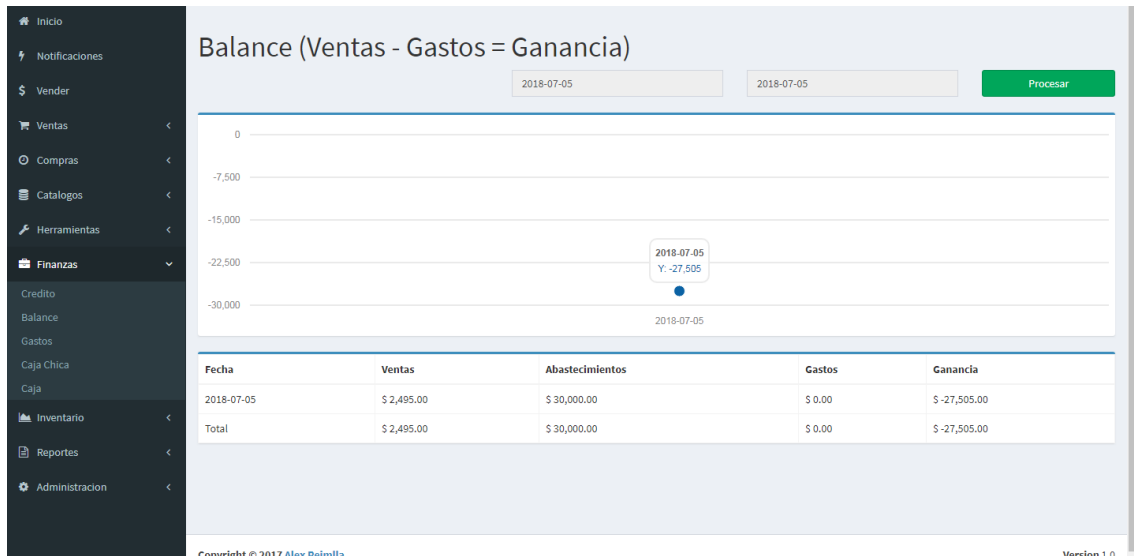 Inicio
Notificaciones
Vender
Ventas
Compras
Catalogos
Herramientas
Finanzas
Credito
Balance
Gastos
Caja Chica
Caja
Inventario
Reportes
Administracion
Balance (Ventas - Gastos = Ganancia)
2018-07-05 2018-07-05 Procesar
0
-7,500
-15,000
-22,500
-30,000
2018-07-05
Y: -27,505
2018-07-05
Fecha Ventas Abastecimientos Gastos Ganancia
2018-07-05 $ 2,495.00 $ 30,000.00 $ 0.00 $ -27,505.00
Total $ 2,495.00 $ 30,000.00 $ 0.00 $ -27,505.00
Copyright © 2017 Alex Version 1.0